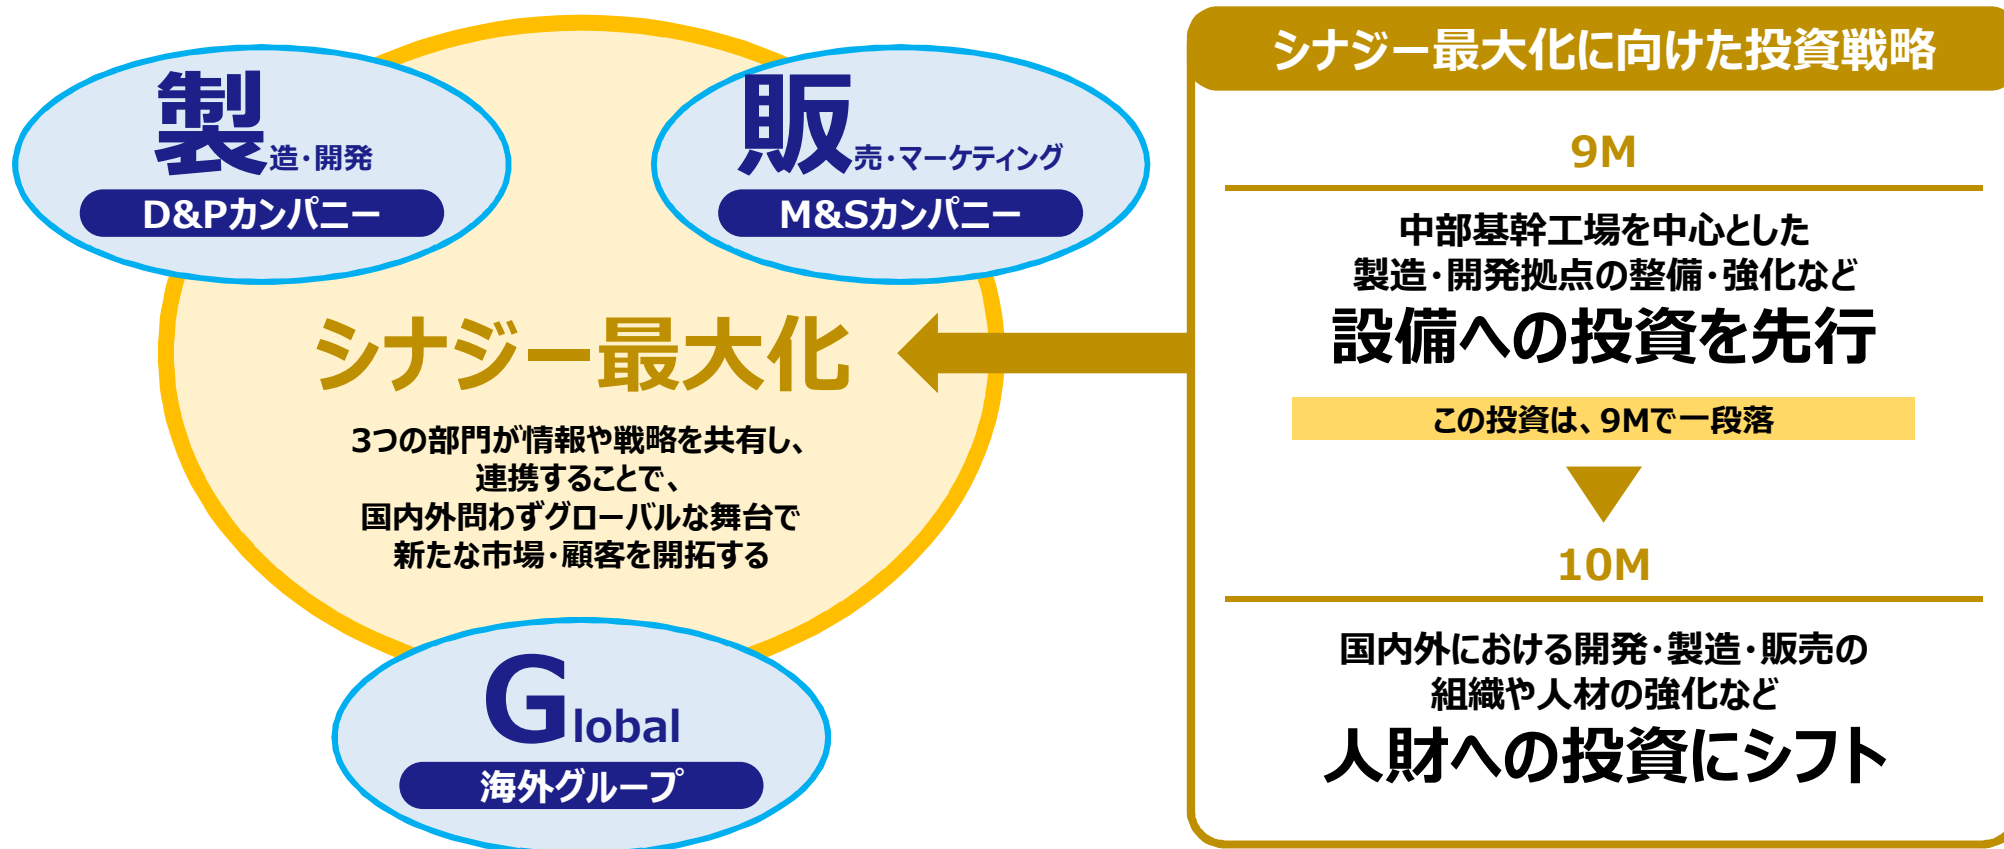 製造・開発
D&Pカンパニー
販売・マーケティング
M&Sカンパニー
シナジー最大化
3つの部門が情報や戦略を共有し、
連携することで、
国内外問わずグローバルな舞台で
新たな市場・顧客を開拓する
Global
海外グループ
シナジー最大化に向けた投資戦略
9M
中部基幹工場を中心とした
製造・開発拠点の整備・強化など
設備への投資を先行
この投資は、9Mで一段落
10M
国内外における開発・製造・販売の
組織や人材の強化など
人財への投資にシフト